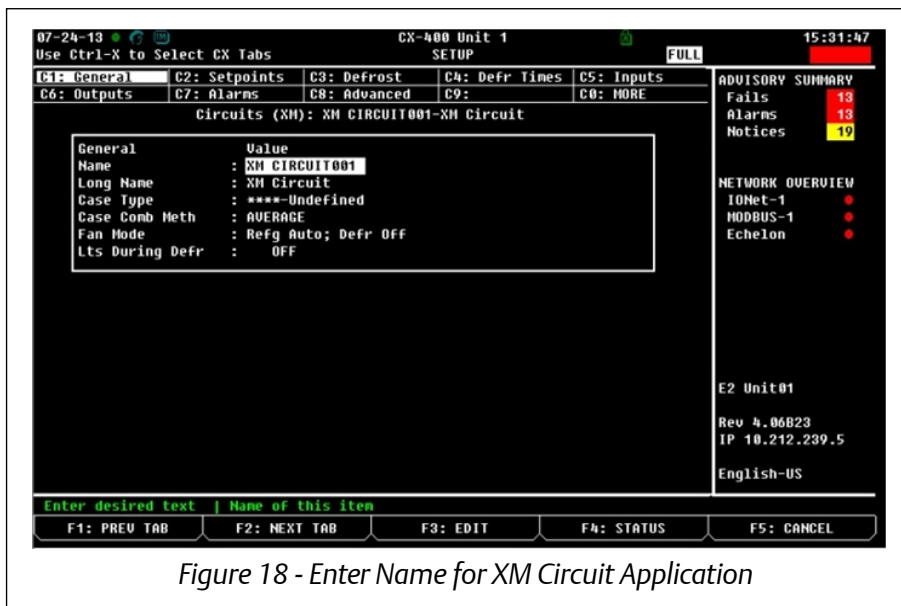 07-24-13 CX-400 Unit 1 15:31:47
Use Ctrl-X to Select CX Tabs SETUP FULL
C1: General C2: Setpoints C3: Defrost C4: Defr Times C5: Inputs
C6: Outputs C7: Alarms C8: Advanced C9: C0: MORE
Circuits (XM): XM CIRCUIT001-XM Circuit
General Value
Name : XM CIRCUIT001
Long Name : XM Circuit
Case Type : ****-Undefined
Case Comb Meth : AVERAGE
Fan Mode : Refg Auto; Defr Off
Lts During Defr : OFF
ADVISORY SUMMARY
Fails 13
Alarms 13
Notices 19
NETWORK OVERVIEW
IONet-1
MODBUS-1
Echelon
E2 Unit01
Rev 4.06B23
IP 10.212.239.5
English-US
Enter desired text | Name of this item
F1: PREV TAB F2: NEXT TAB F3: EDIT F4: STATUS F5: CANCEL
Figure 18 - Enter Name for XM Circuit Application